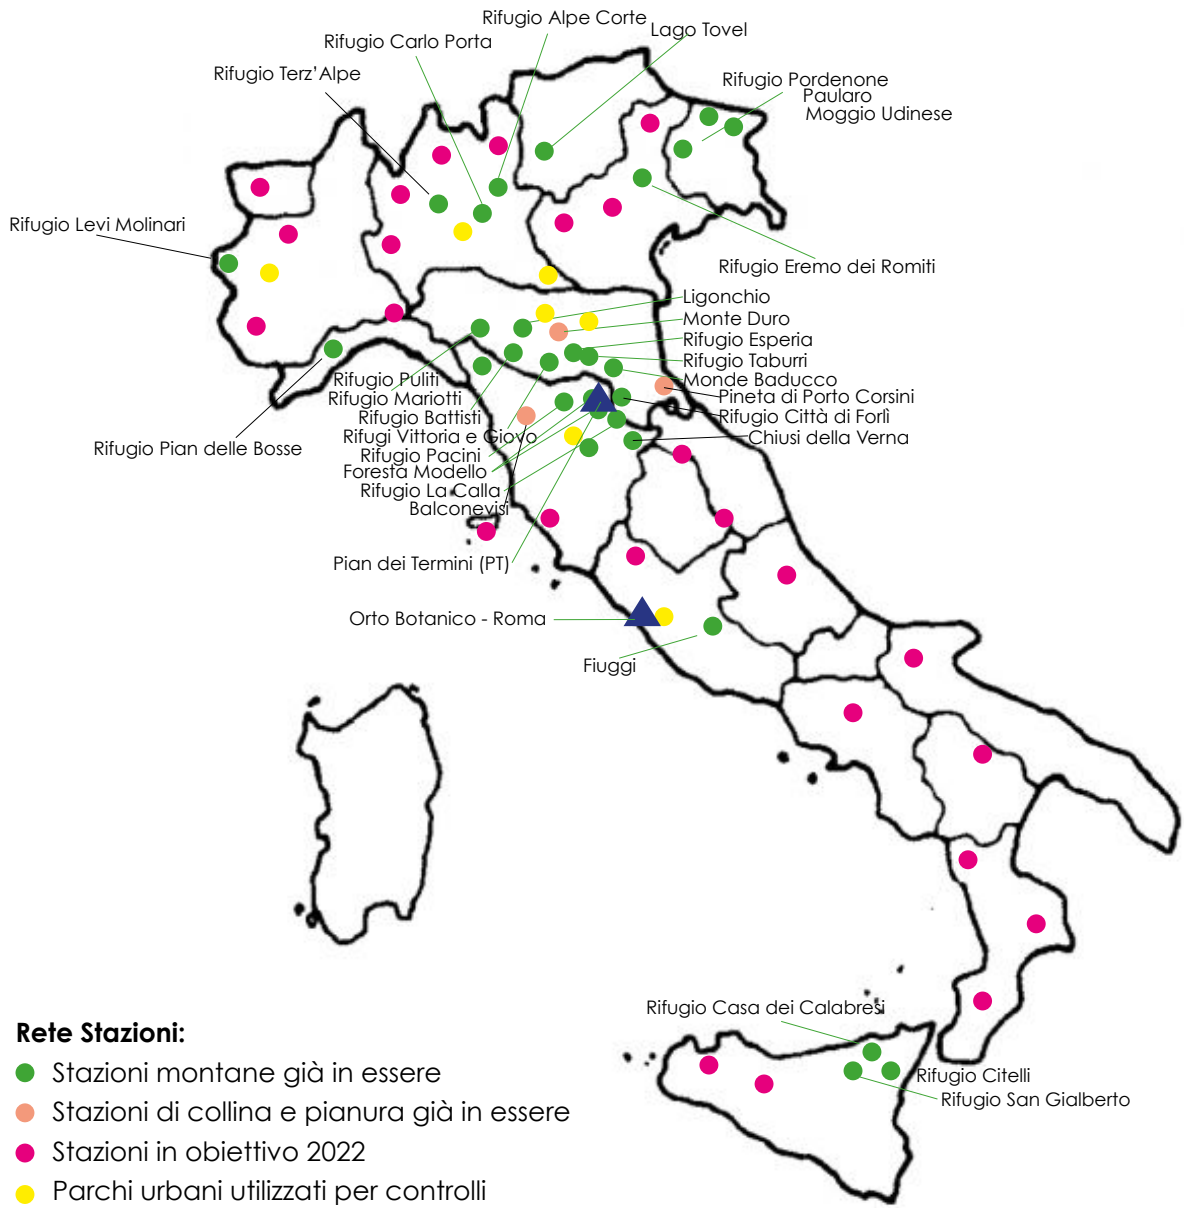 Rifugio Alpe Corte
Lago Tovel
Rifugio Carlo Porta
Rifugio Terz'Alpe
Rifugio Pordenone
Paularo
Moggio Udinese
Rifugio Levi Molinari
Rifugio Eremo dei Romiti
Ligonchio
Monte Duro
Rifugio Esperia
Rifugio Taburri
Monde Baducco
Pineta di Porto Corsini
Rifugio Città di Forlì
Chiusi della Verna
Rifugio Puliti
Rifugio Mariotti
Rifugio Battisti
Rifugi Vittoria e Giovo
Rifugio Pacini
Foresta Modello
Rifugio La Calla
Balconevisi
Rifugio Pian delle Bosse
Pian dei Termini (PT)
Orto Botanico - Roma
Fiuggi
Rifugio Casa dei Calabresi
Rifugio Citelli
Rifugio San Gialberto
Rete Stazioni:
Stazioni montane già in essere
Stazioni di collina e pianura già in essere
Stazioni in obiettivo 2022
Parchi urbani utilizzati per controlli